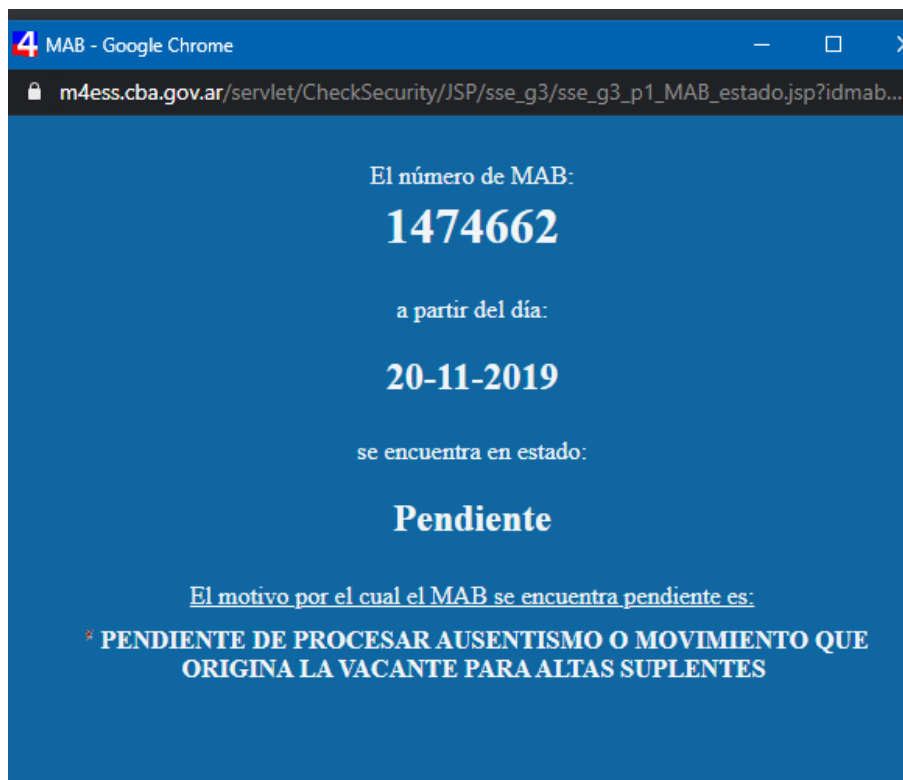 4 MAB - Google Chrome
m4ess.cba.gov.ar/servlet/CheckSecurity/JSP/sse_g3/sse_g3_p1_MAB_estado.jsp?idmab...
El número de MAB:
1474662
a partir del día:
20-11-2019
se encuentra en estado:
Pendiente
El motivo por el cual el MAB se encuentra pendiente es:
* PENDIENTE DE PROCESAR AUSENTISMO O MOVIMIENTO QUE
ORIGINA LA VACANTE PARA ALTAS SUPLENTES